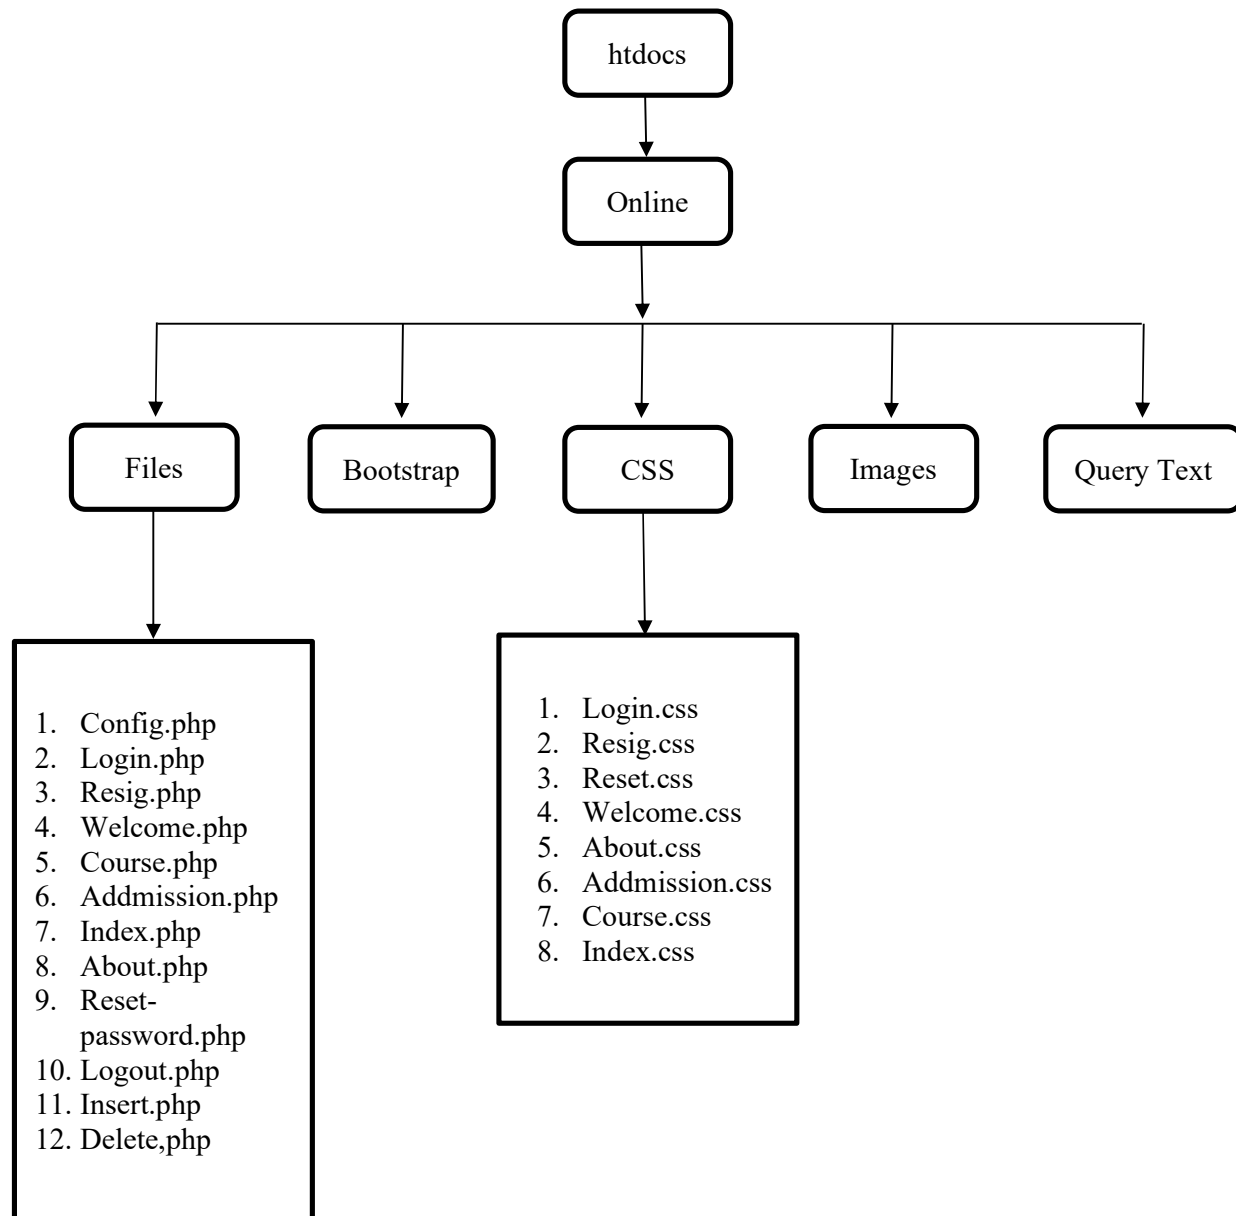 htdocs
Online
Files
Bootstrap
CSS
Images
Query Text
1. Config.php
2. Login.php
3. Resig.php
4. Welcome.php
5. Course.php
6. Addmission.php
7. Index.php
8. About.php
9. Reset-
password.php
10. Logout.php
11. Insert.php
12. Delete,php
1. Login.css
2. Resig.css
3. Reset.css
4. Welcome.css
5. About.css
6. Addmission.css
7. Course.css
8. Index.css